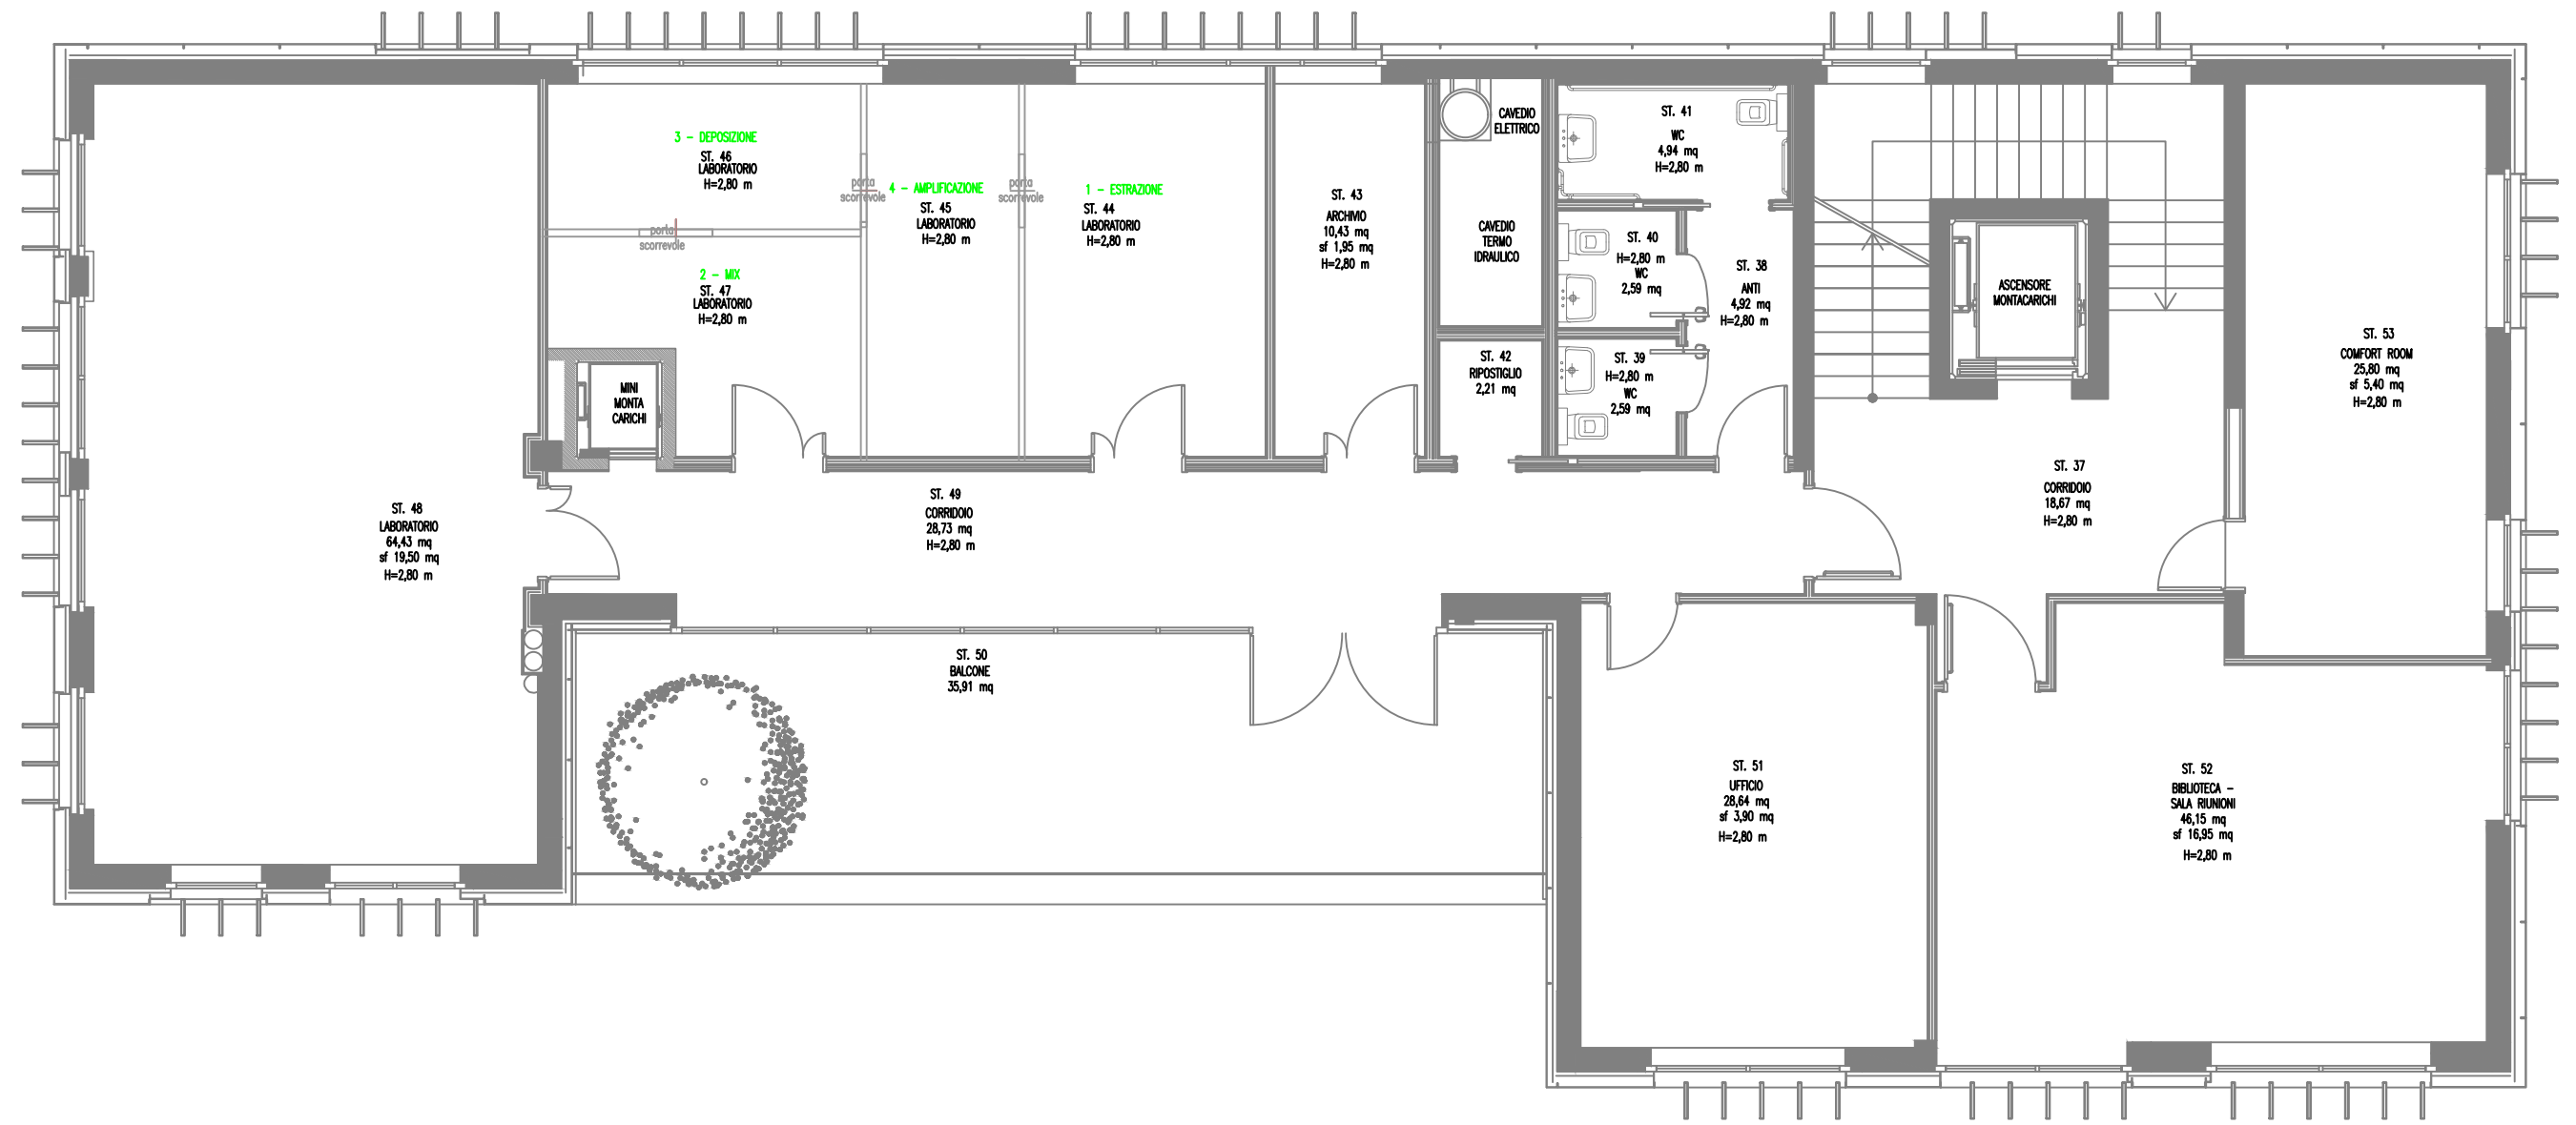 3 - DEPOSIZIONE
ST. 46
LABORATORIO
H=2,80 m
porta
scorrevole
2 - MIX
ST. 47
LABORATORIO
H=2,80 m
MINI
MONTA
CARICHI
porta
scorrevole
4 - AMPLIFICAZIONE
ST. 45
LABORATORIO
H=2,80 m
porta
scorrevole
1 - ESTRAZIONE
ST. 44
LABORATORIO
H=2,80 m
ST. 43
ARCHIVIO
10,43 mq
sf 1,95 mq
H=2,80 m
CAVEDIO
ELETTRICO
CAVEDIO
TERMO
IDRAULICO
ST. 42
RIPOSTIGLIO
2,21 mq
ST. 41
WC
4,94 mq
H=2,80 m
ST. 40
H=2,80 m
WC
2,59 mq
ST. 39
H=2,80 m
WC
2,59 mq
ST. 38
ANTI
4,92 mq
H=2,80 m
ASCENSORE
MONTACARICHI
ST. 53
COMFORT ROOM
25,80 mq
sf 5,40 mq
H=2,80 m
ST. 37
CORRIDOIO
18,67 mq
H=2,80 m
ST. 48
LABORATORIO
64,43 mq
sf 19,50 mq
H=2,80 m
ST. 49
CORRIDOIO
28,73 mq
H=2,80 m
ST. 50
BALCONE
35,91 mq
ST. 51
UFFICIO
28,64 mq
sf 3,90 mq
H=2,80 m
ST. 52
BIBLIOTECA -
SALA RIUNIONI
46,15 mq
sf 16,95 mq
H=2,80 m